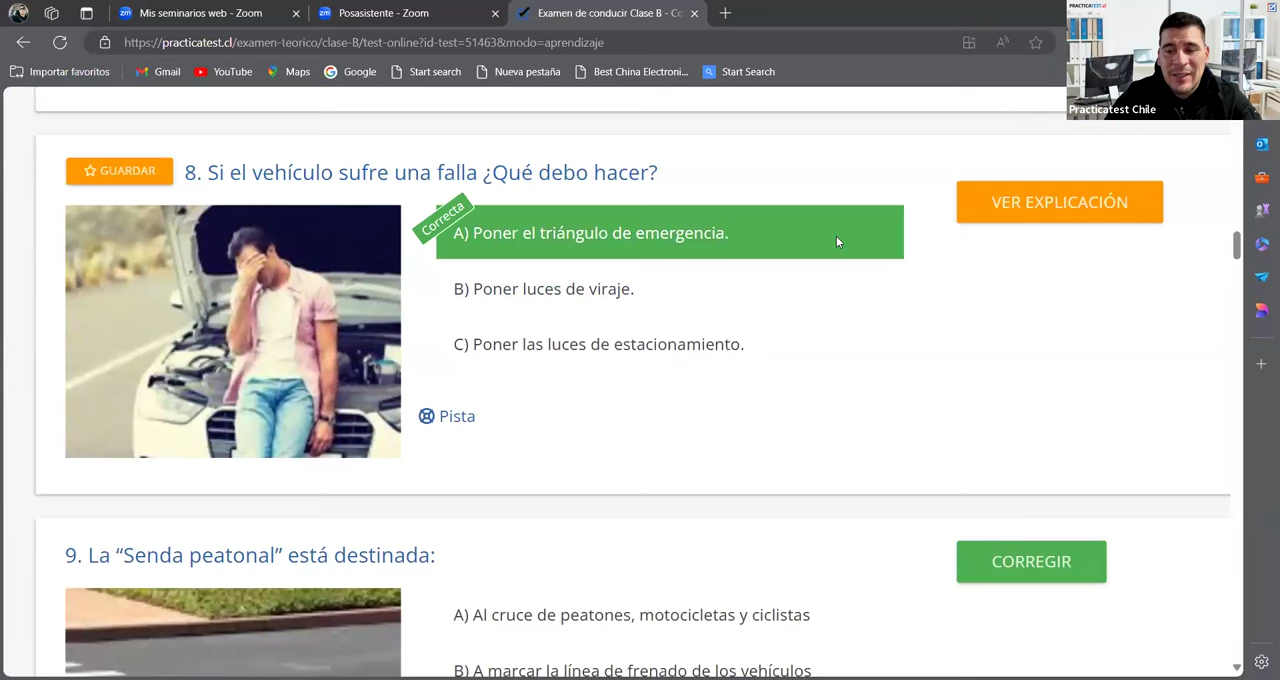 Mis seminarios web - Zoom
Posasistente - Zoom
Examen de conducir Clase B - Co
https://practicatest.cl/examen-teorico/clase-B/test-online?id-test=51463&modo=aprendizaje
Importar favoritos
Gmail
YouTube
Maps
Google
Start search
Nueva pestaña
Best China Electroni...
Start Search
PRACTICATEST.cl
Practicatest Chile
GUARDAR
8. Si el vehículo sufre una falla ¿Qué debo hacer?
VER EXPLICACIÓN
Correcta
A) Poner el triángulo de emergencia.
B) Poner luces de viraje.
C) Poner las luces de estacionamiento.
Pista
9. La “Senda peatonal” está destinada:
CORREGIR
A) Al cruce de peatones, motocicletas y ciclistas
B) A marcar la línea de frenado de los vehículos